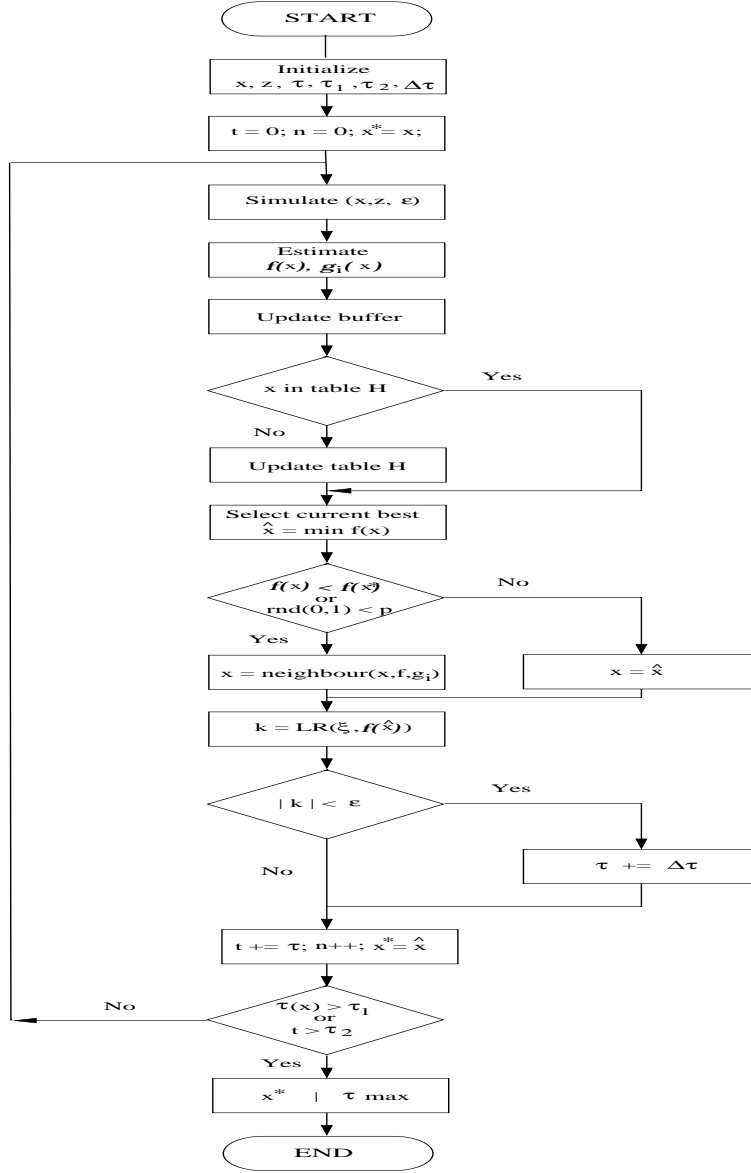 START
Initialize
x, z, τ, τ₁, τ₂, Δτ
t = 0; n = 0; x* = x;
Simulate (x,z, ε)
Estimate
f(x), gᵢ( x)
Update buffer
x in table H
Yes
No
Update table H
Select current best
x̂ = min f(x)
f(x) < f(x*)
or
rnd(0,1) < p
No
Yes
x = neighbour(x,f,gᵢ)
x = x̂
k = LR(ξ, f(x̂))
| k | < ε
Yes
No
τ += Δτ
t += τ; n++; x* = x̂
τ(x) > τ₁
or
t > τ₂
No
Yes
x* | τ max
END